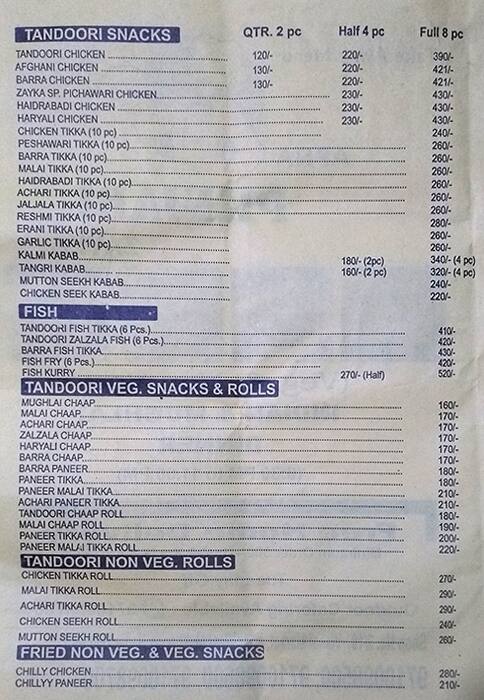 TANDOORI SNACKS QTR. 2 pc Half 4 pc Full 8 pc
TANDOORI CHICKEN 120/- 220/- 390/-
AFGHANI CHICKEN 130/- 220/- 421/-
BARRA CHICKEN 130/- 220/- 421/-
ZAYKA SP. PICHAWARI CHICKEN 230/- 430/-
HAIDRABADI CHICKEN 230/- 430/-
HARYALI CHICKEN 230/- 430/-
CHICKEN TIKKA (10 pc) 240/-
PESHAWARI TIKKA (10 pc) 260/-
BARRA TIKKA (10 pc) 260/-
MALAI TIKKA (10 pc) 260/-
HAIDRABADI TIKKA (10 pc) 260/-
ACHARI TIKKA (10 pc) 260/-
JALJALA TIKKA (10 pc) 260/-
RESHMI TIKKA (10 pc) 280/-
ERANI TIKKA (10 pc) 260/-
GARLIC TIKKA (10 pc) 260/-
KALMI KABAB 180/- (2pc) 340/- (4 pc)
TANGRI KABAB 160/- (2 pc) 320/- (4 pc)
MUTTON SEEKH KABAB 240/-
CHICKEN SEEK KABAB 220/-
FISH
TANDOORI FISH TIKKA (6 Pcs.) 410/-
TANDOORI ZALZALA FISH (6 Pcs.) 420/-
BARRA FISH TIKKA 430/-
FISH FRY (6 Pcs.) 420/-
FISH KURRY 270/- (Half) 520/-
TANDOORI VEG. SNACKS & ROLLS
MUGHLAI CHAAP 160/-
MALAI CHAAP 170/-
ACHARI CHAAP 170/-
ZALZALA CHAAP 170/-
HARYALI CHAAP 170/-
BARRA CHAAP 170/-
BARRA PANEER 180/-
PANEER TIKKA 180/-
PANEER MALAI TIKKA 210/-
ACHARI PANEER TIKKA 210/-
TANDOORI CHAAP ROLL 180/-
MALAI CHAAP ROLL 190/-
PANEER TIKKA ROLL 200/-
PANEER MALAI TIKKA ROLL 220/-
TANDOORI NON VEG. ROLLS
CHICKEN TIKKA ROLL 270/-
MALAI TIKKA ROLL 290/-
ACHARI TIKKA ROLL 290/-
CHICKEN SEEKH ROLL 240/-
MUTTON SEEKH ROLL 260/-
FRIED NON VEG. & VEG. SNACKS
CHILLY CHICKEN 280/-
CHILLYY PANEER 210/-